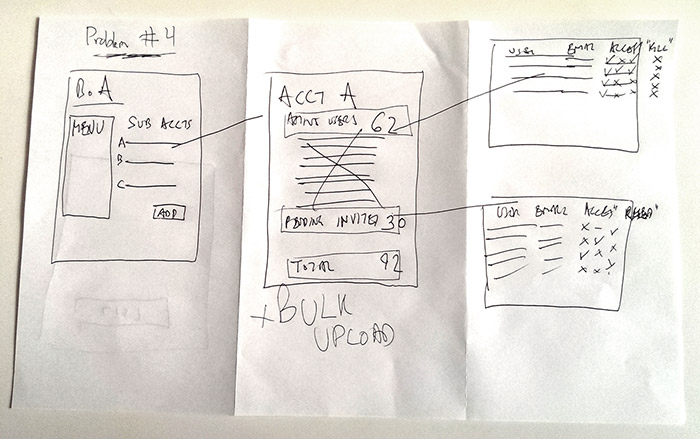 Problem #4
B.o.A
MENU
SUB ACCTS
A
B
C
ADD
ACCT A
ACTIVE USERS 62
PENDING INVITES 30
TOTAL 92
+BULK
UPLOAD
USER EMAIL ACCESS "KILL"
USER EMAIL ACCESS